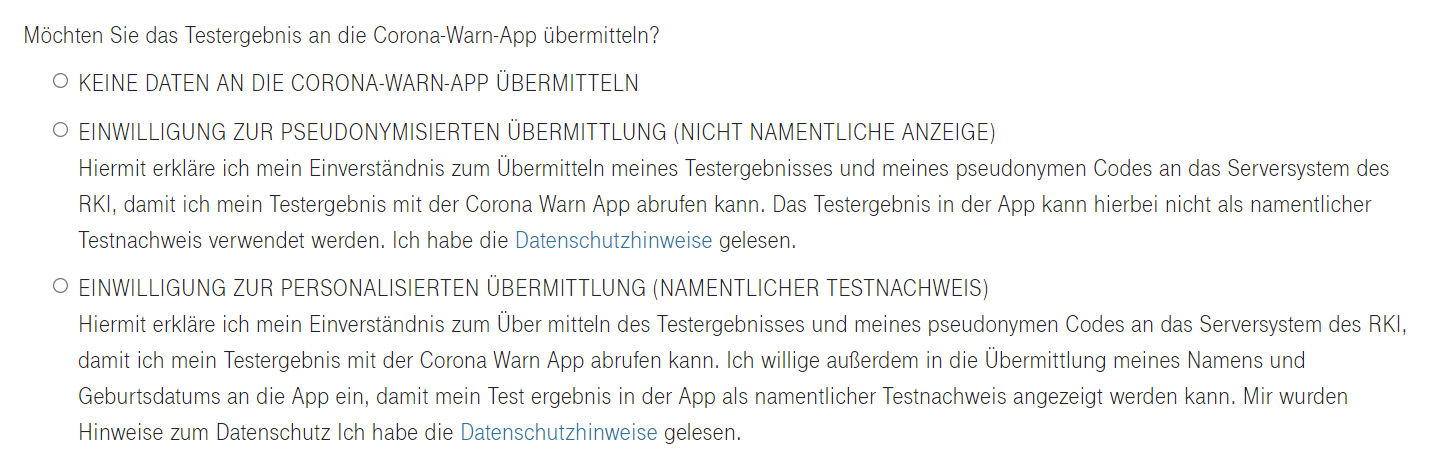 Möchten Sie das Testergebnis an die Corona-Warn-App übermitteln?
KEINE DATEN AN DIE CORONA-WARN-APP ÜBERMITTELN
EINWILLIGUNG ZUR PSEUDONYMISIERTEN ÜBERMITTLUNG (NICHT NAMENTLICHE ANZEIGE)
Hiermit erkläre ich mein Einverständnis zum Übermitteln meines Testergebnisses und meines pseudonymen Codes an das Serversystem des
RKI, damit ich mein Testergebnis mit der Corona Warn App abrufen kann. Das Testergebnis in der App kann hierbei nicht als namentlicher
Testnachweis verwendet werden. Ich habe die Datenschutzhinweise gelesen.
EINWILLIGUNG ZUR PERSONALISIERTEN ÜBERMITTLUNG (NAMENTLICHER TESTNACHWEIS)
Hiermit erkläre ich mein Einverständnis zum Über mitteln des Testergebnisses und meines pseudonymen Codes an das Serversystem des RKI,
damit ich mein Testergebnis mit der Corona Warn App abrufen kann. Ich willige außerdem in die Übermittlung meines Namens und
Geburtsdatums an die App ein, damit mein Test ergebnis in der App als namentlicher Testnachweis angezeigt werden kann. Mir wurden
Hinweise zum Datenschutz Ich habe die Datenschutzhinweise gelesen.